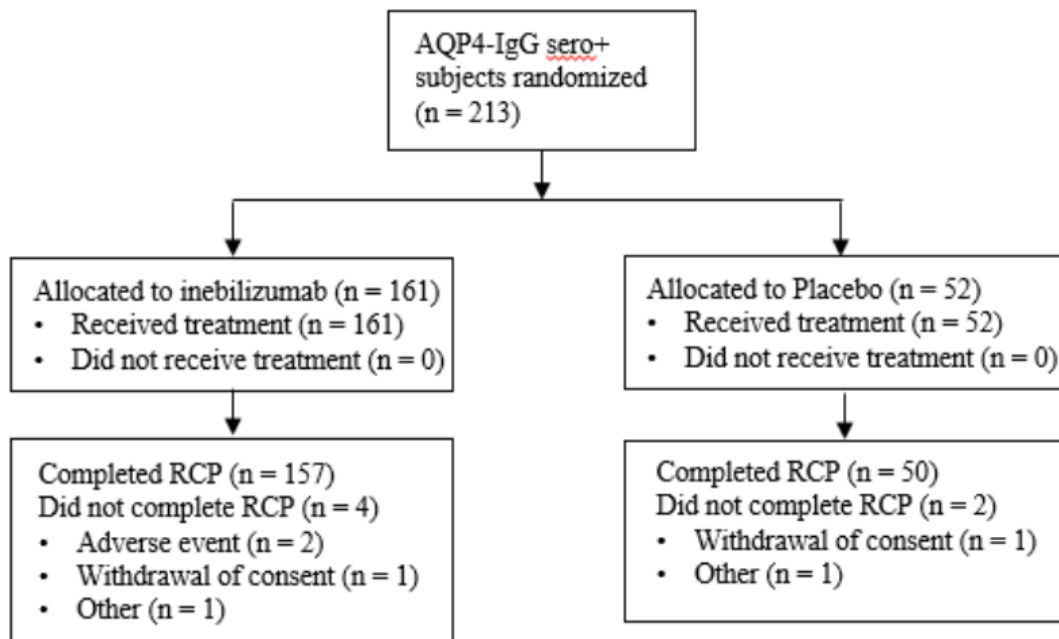 AQP4-IgG sero+
subjects randomized
(n = 213)
Allocated to inebilizumab (n = 161)
• Received treatment (n = 161)
• Did not receive treatment (n = 0)
Allocated to Placebo (n = 52)
• Received treatment (n = 52)
• Did not receive treatment (n = 0)
Completed RCP (n = 157)
Did not complete RCP (n = 4)
• Adverse event (n = 2)
• Withdrawal of consent (n = 1)
• Other (n = 1)
Completed RCP (n = 50)
Did not complete RCP (n = 2)
• Withdrawal of consent (n = 1)
• Other (n = 1)